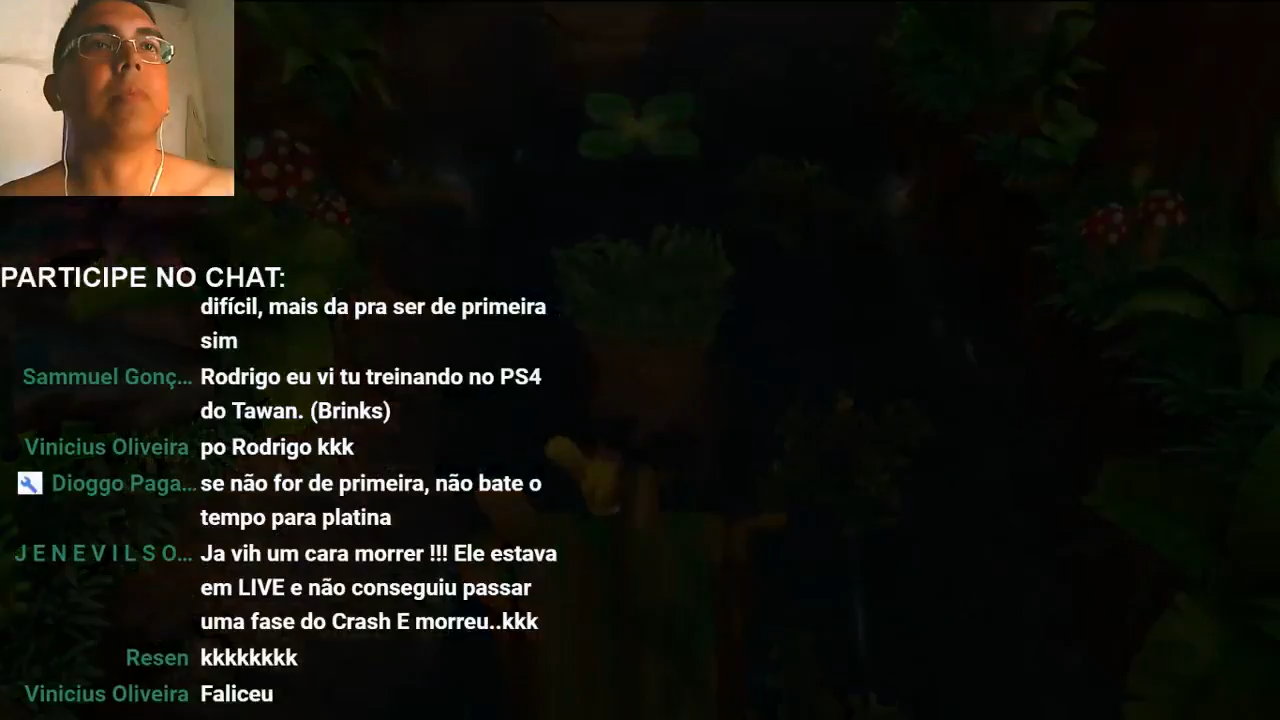 PARTICIPE NO CHAT:
difícil, mais da pra ser de primeira
sim
Sammuel Gonç... Rodrigo eu vi tu treinando no PS4
do Tawan. (Brinks)
Vinicius Oliveira po Rodrigo kkk
Dioggo Paga... se não for de primeira, não bate o
tempo para platina
J E N E V I L S O... Ja vih um cara morrer !!! Ele estava
em LIVE e não conseguiu passar
uma fase do Crash E morreu..kkk
Resen kkkkkkkk
Vinicius Oliveira Faliceu